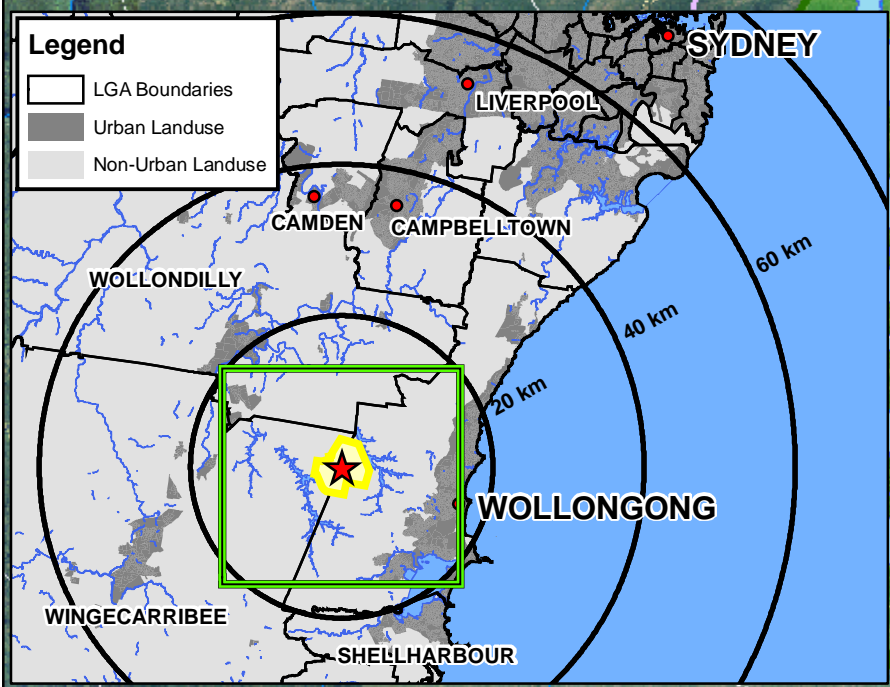 Legend
LGA Boundaries
Urban Landuse
Non-Urban Landuse
SYDNEY
LIVERPOOL
CAMDEN
CAMPBELLTOWN
WOLLONDILLY
60 km
40 km
20 km
WOLLONGONG
WINGECARRIBEE
SHELLHARBOUR